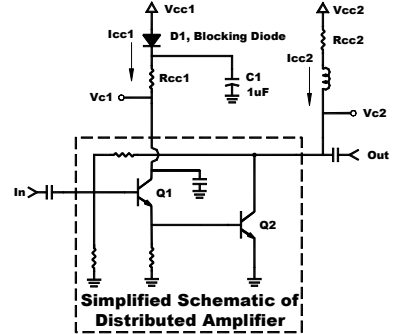 Vcc1
Vcc2
Icc1
D1, Blocking Diode
Rcc2
Icc2
Rcc1
C1
1uF
Vc1
Vc2
Out
In
Q1
Q2
Simplified Schematic of
Distributed Amplifier